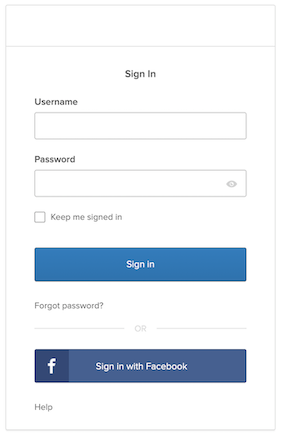 Sign In
Username
Password
Keep me signed in
Sign in
Forgot password?
OR
f Sign in with Facebook
Help